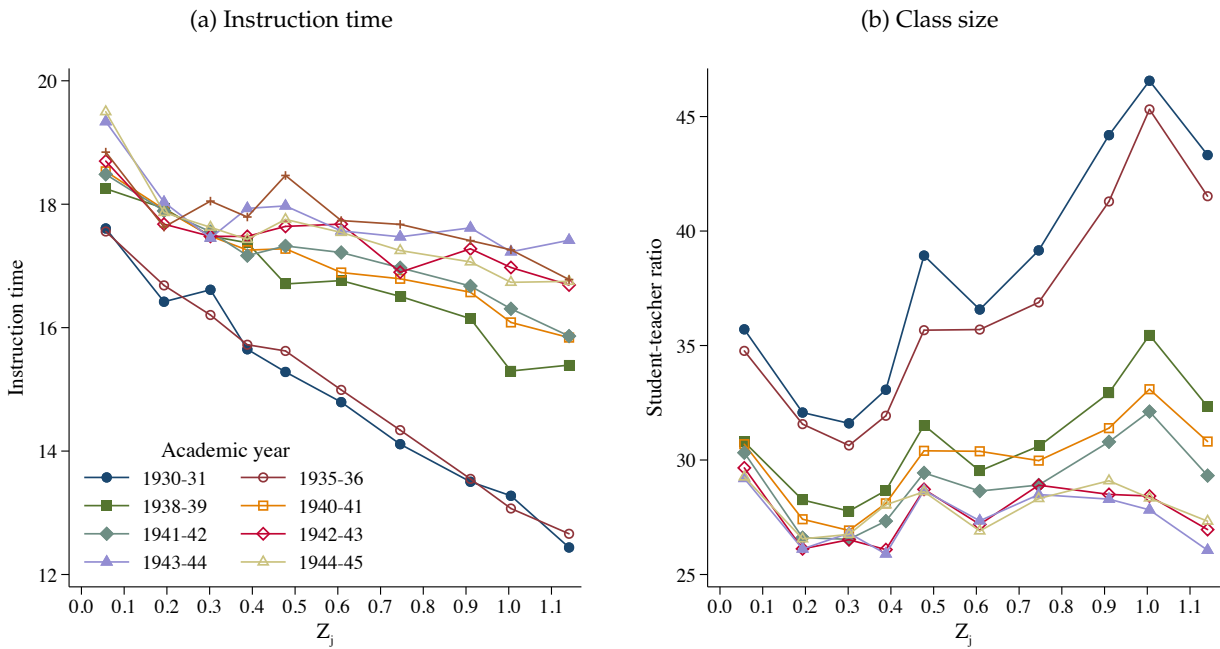 (a) Instruction time
Instruction time
20
18
16
14
12
Academic year
1930-31
1935-36
1938-39
1940-41
1941-42
1942-43
1943-44
1944-45
0.0 0.1 0.2 0.3 0.4 0.5 0.6 0.7 0.8 0.9 1.0 1.1
Zj
(b) Class size
Student-teacher ratio
45
40
35
30
25
0.0 0.1 0.2 0.3 0.4 0.5 0.6 0.7 0.8 0.9 1.0 1.1
Zj